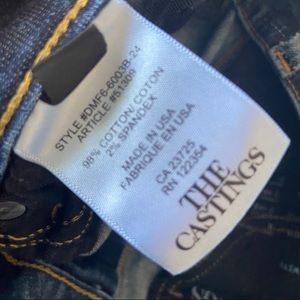 STYLE #DMF6-6003B-24
ARTICLE #51309
98% COTTON/ COTON
2% SPANDEX
MADE IN USA
FABRIQUE EN USA
CA 23725
RN 122354
THE
CASTINGS